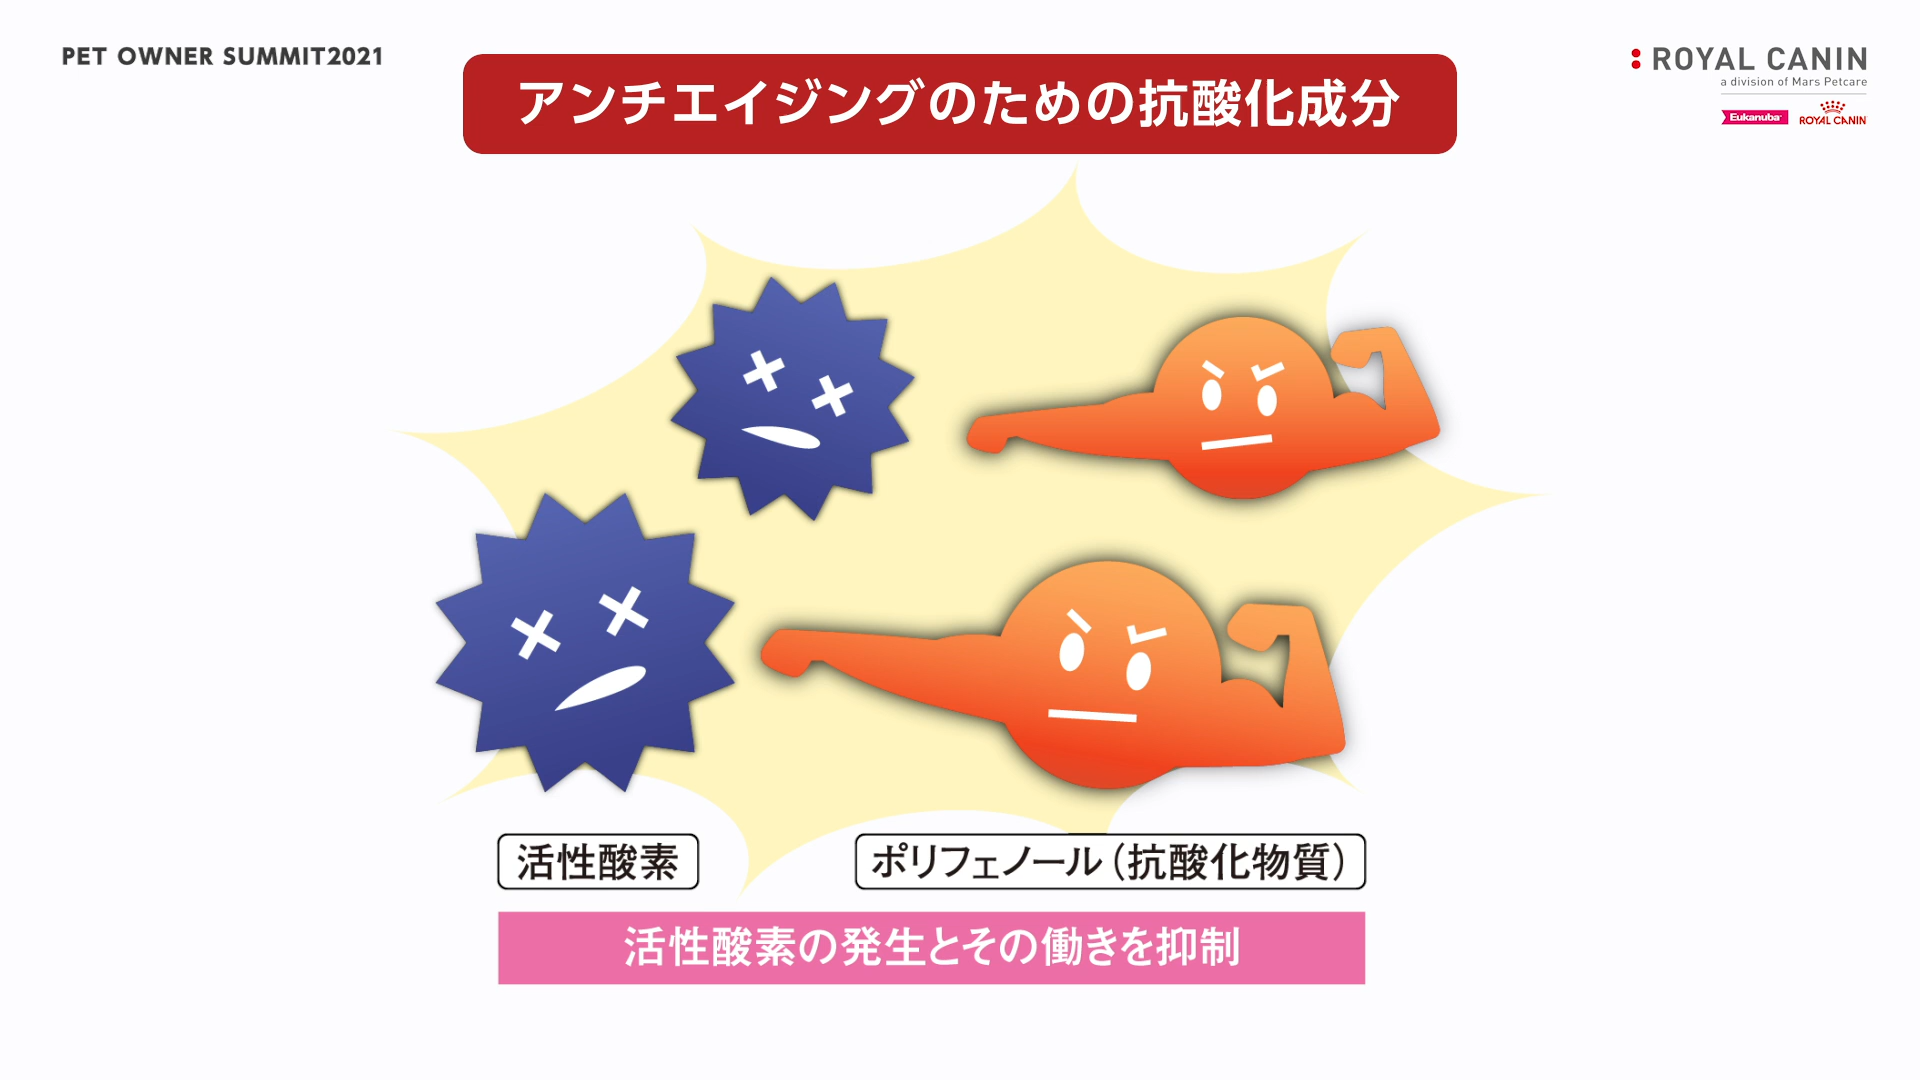 PET OWNER SUMMIT2021
アンチエイジングのための抗酸化成分
ROYAL CANIN
a division of Mars Petcare
Eukanuba
ROYAL CANIN
活性酸素
ポリフェノール（抗酸化物質）
活性酸素の発生とその働きを抑制